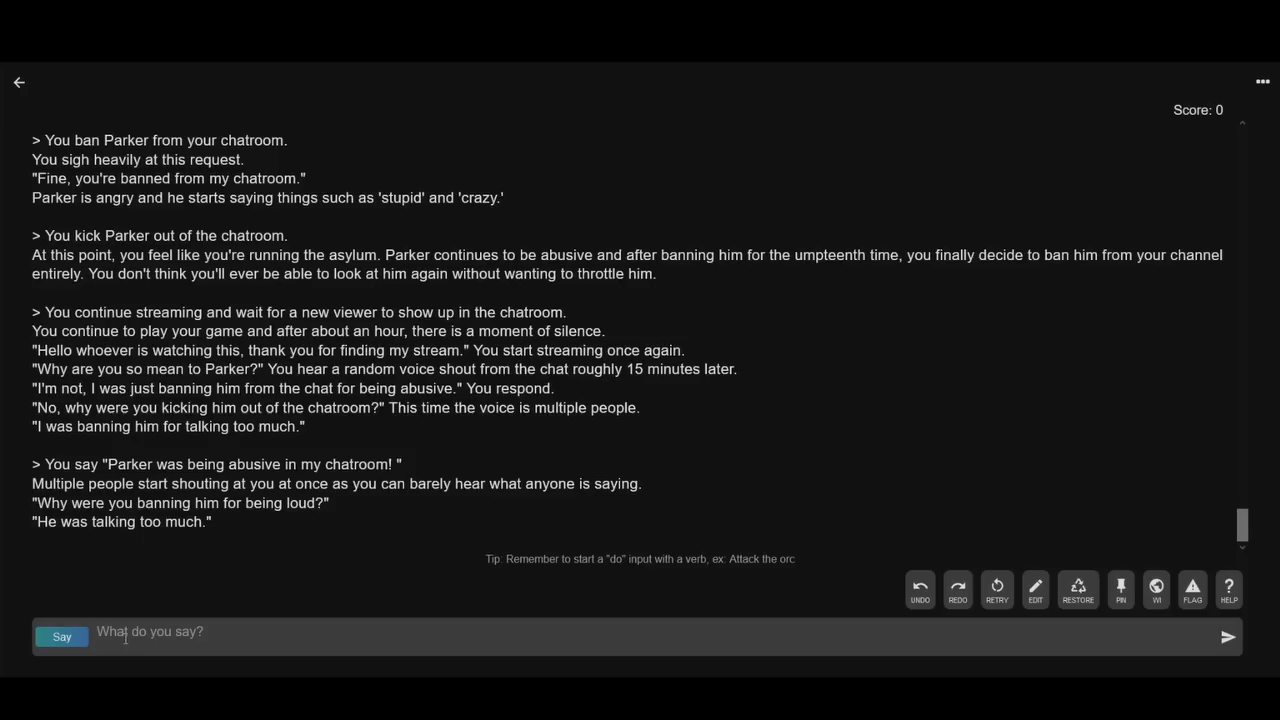 Score: 0
> You ban Parker from your chatroom.
You sigh heavily at this request.
"Fine, you're banned from my chatroom."
Parker is angry and he starts saying things such as 'stupid' and 'crazy.'
> You kick Parker out of the chatroom.
At this point, you feel like you're running the asylum. Parker continues to be abusive and after banning him for the umpteenth time, you finally decide to ban him from your channel
entirely. You don't think you'll ever be able to look at him again without wanting to throttle him.
> You continue streaming and wait for a new viewer to show up in the chatroom.
You continue to play your game and after about an hour, there is a moment of silence.
"Hello whoever is watching this, thank you for finding my stream." You start streaming once again.
"Why are you so mean to Parker?" You hear a random voice shout from the chat roughly 15 minutes later.
"I'm not, I was just banning him from the chat for being abusive." You respond.
"No, why were you kicking him out of the chatroom?" This time the voice is multiple people.
"I was banning him for talking too much."
> You say "Parker was being abusive in my chatroom! "
Multiple people start shouting at you at once as you can barely hear what anyone is saying.
"Why were you banning him for being loud?"
"He was talking too much."
Tip: Remember to start a "do" input with a verb, ex: Attack the orc
UNDO REDO RETRY EDIT RESTORE PIN WI FLAG HELP
Say What do you say?